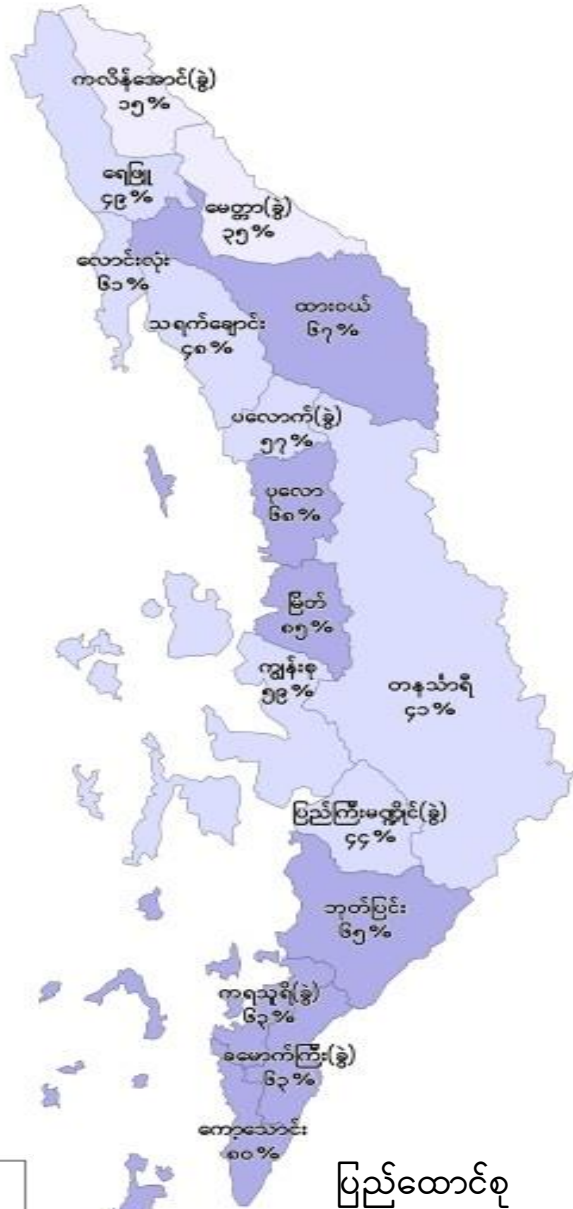 ကလိန်အောင်(ခွဲ)
၁၅%
ရေဖြူ
၄၉%
မေတ္တာ(ခွဲ)
၃၅%
လောင်းလုံး
၆၁%
ထားဝယ်
၆၇%
သရက်ချောင်း
၄၈%
ပလောက်(ခွဲ)
၅၇%
ပုလော
၆၈%
မြိတ်
၈၅%
ကျွန်းစု
၅၉%
တနင်္သာရီ
၄၁%
ပြည်ကြီးမဏ္ဍိုင်(ခွဲ)
၄၄%
ဘုတ်ပြင်း
၆၅%
ကရသူရိ(ခွဲ)
၆၃%
ခမောက်ကြီး(ခွဲ)
၆၃%
ကော့သောင်း
၈၀%
ပြည်ထောင်စု